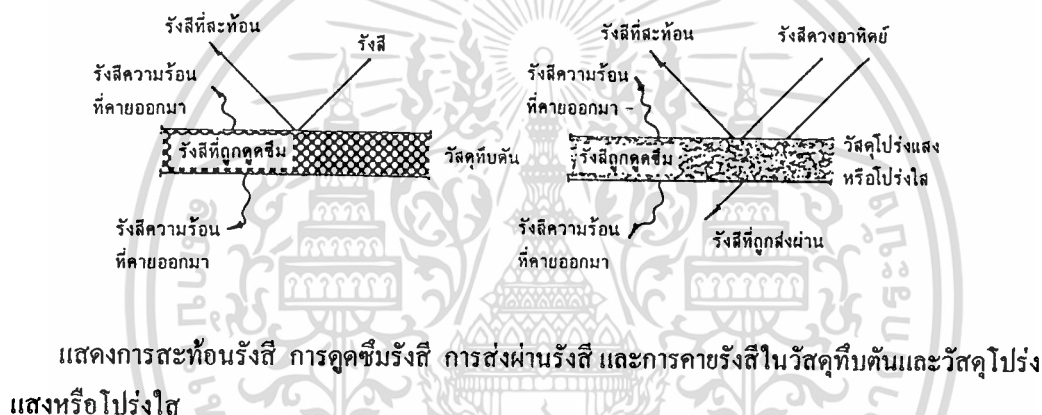 รังสีที่สะท้อน
รังสี
รังสีความร้อน
ที่คายออกมา
รังสีที่ถูกดูดซึม
วัสดุทึบตัน
รังสีความร้อน
ที่คายออกมา
รังสีที่สะท้อน
รังสีดวงอาทิตย์
รังสีความร้อน
ที่คายออกมา
รังสีถูกดูดซึม
วัสดุโปร่งแสง
หรือโปร่งใส
รังสีความร้อน
ที่คายออกมา
รังสีที่ถูกส่งผ่าน
แสดงการสะท้อนรังสี การดูดซึมรังสี การส่งผ่านรังสี และการคายรังสีในวัสดุทึบตันและวัสดุโปร่ง
แสงหรือโปร่งใส